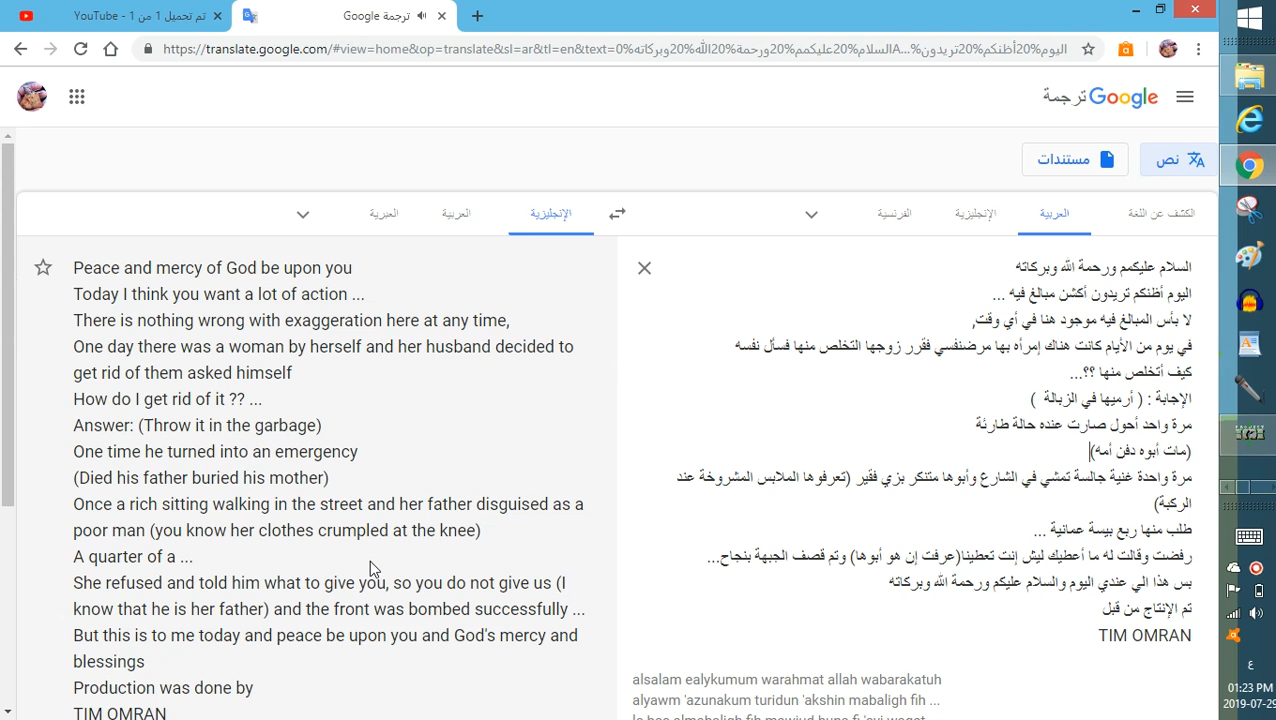 تم تحميل 1 من 1 - YouTube
ترجمة Google
https://translate.google.com/#view=home&op=translate&sl=ar&tl=en&text=السلام%20عليكمم%20ورحمة%20الله%20وبركاته%0Aاليوم%20أظنكم%20تريدون%20...
ترجمة Google
نص
مستندات
الكشف عن اللغة
العربية
الإنجليزية
الفرنسية
الإنجليزية
العربية
العبرية
السلام عليكمم ورحمة الله وبركاته
اليوم أظنكم تريدون أكشن مبالغ فيه ...
لا بأس المبالغ فيه موجود هنا في أي وقت,
في يوم من الأيام كانت هناك إمرأه بها مرضنفسي فقرر زوجها التخلص منها فسأل نفسه
كيف أتخلص منها ؟؟...
الإجابة : ( أرميها في الزبالة )
مرة واحد أحول صارت عنده حالة طارئة
(مات أبوه دفن أمه)
مرة واحدة غنية جالسة تمشي في الشارع وأبوها متنكر بزي فقير (تعرفوها الملابس المشروخة عند
الركبة)
طلب منها ربع بيسة عمانية ...
رفضت وقالت له ما أعطيك ليش إنت تعطينا(عرفت إن هو أبوها) وتم قصف الجبهة بنجاح...
بس هذا الي عندي اليوم والسلام عليكم ورحمة الله وبركاته
تم الإنتاج من قبل
TIM OMRAN
alsalam ealykumum warahmat allah wabarakatuh
alyawm 'azunakum turidun 'akshin mabaligh fih ...
Peace and mercy of God be upon you
Today I think you want a lot of action ...
There is nothing wrong with exaggeration here at any time,
One day there was a woman by herself and her husband decided to
get rid of them asked himself
How do I get rid of it ?? ...
Answer: (Throw it in the garbage)
One time he turned into an emergency
(Died his father buried his mother)
Once a rich sitting walking in the street and her father disguised as a
poor man (you know her clothes crumpled at the knee)
A quarter of a ...
She refused and told him what to give you, so you do not give us (I
know that he is her father) and the front was bombed successfully ...
But this is to me today and peace be upon you and God's mercy and
blessings
Production was done by
TIM OMRAN
ع
01:23 PM
2019-07-29